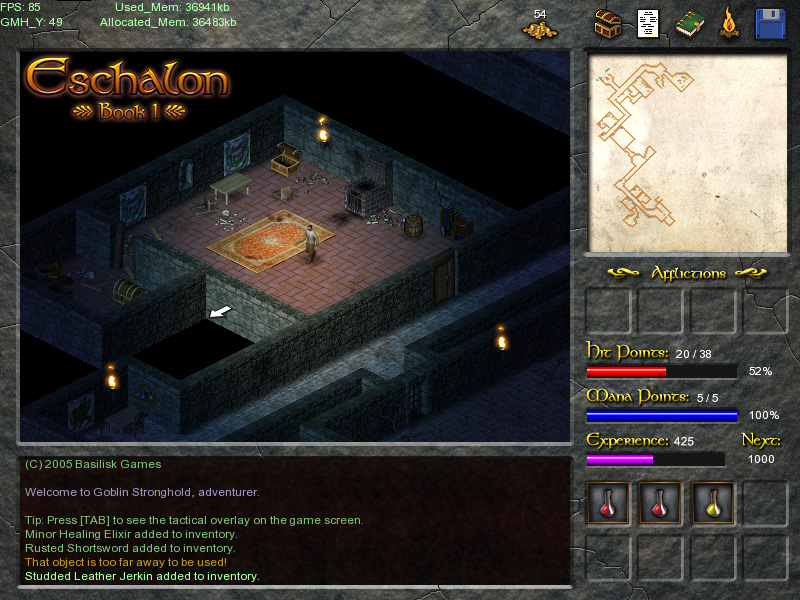 FPS: 85
Used_Mem: 36941kb
GMH_Y: 49
Allocated_Mem: 36483kb
54
Eschalon
Book 1
Afflictions
Hit Points: 20 / 38
52%
Mana Points: 5 / 5
100%
Experience: 425
Next:
1000
(C) 2005 Basilisk Games
Welcome to Goblin Stronghold, adventurer.
Tip: Press [TAB] to see the tactical overlay on the game screen.
Minor Healing Elixir added to inventory.
Rusted Shortsword added to inventory.
That object is too far away to be used!
Studded Leather Jerkin added to inventory.